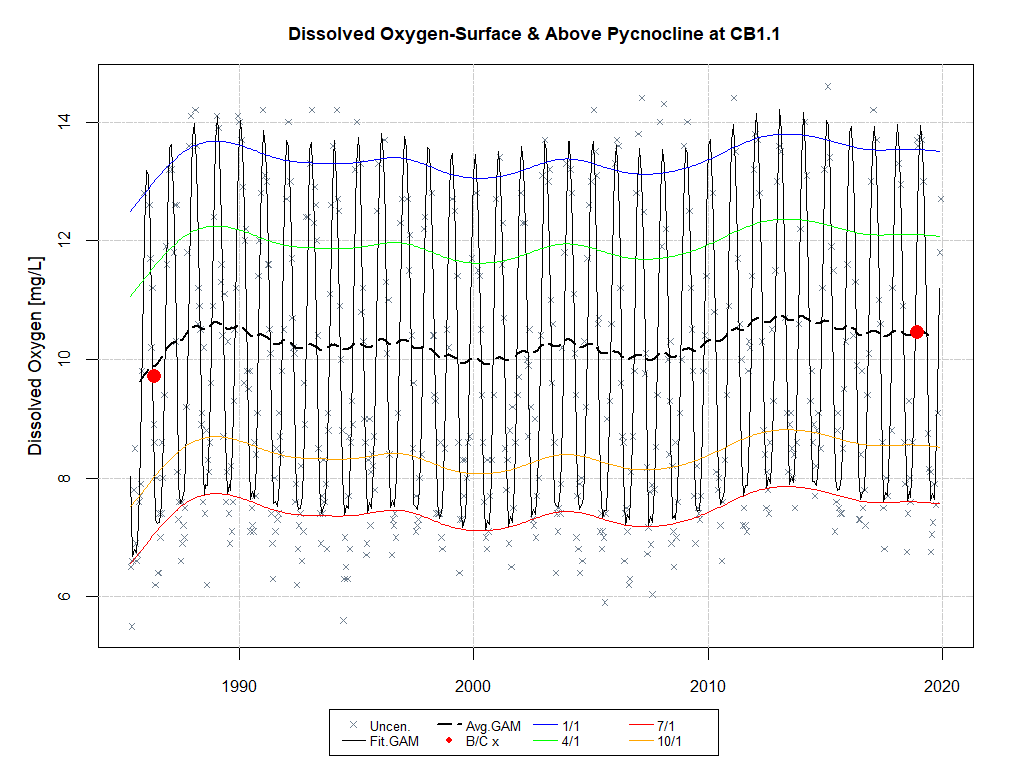 Dissolved Oxygen-Surface & Above Pycnocline at CB1.1
Dissolved Oxygen [mg/L]
14
12
10
8
6
1990 2000 2010 2020
Uncen. Avg.GAM 1/1 7/1
Fit.GAM B/C x 4/1 10/1